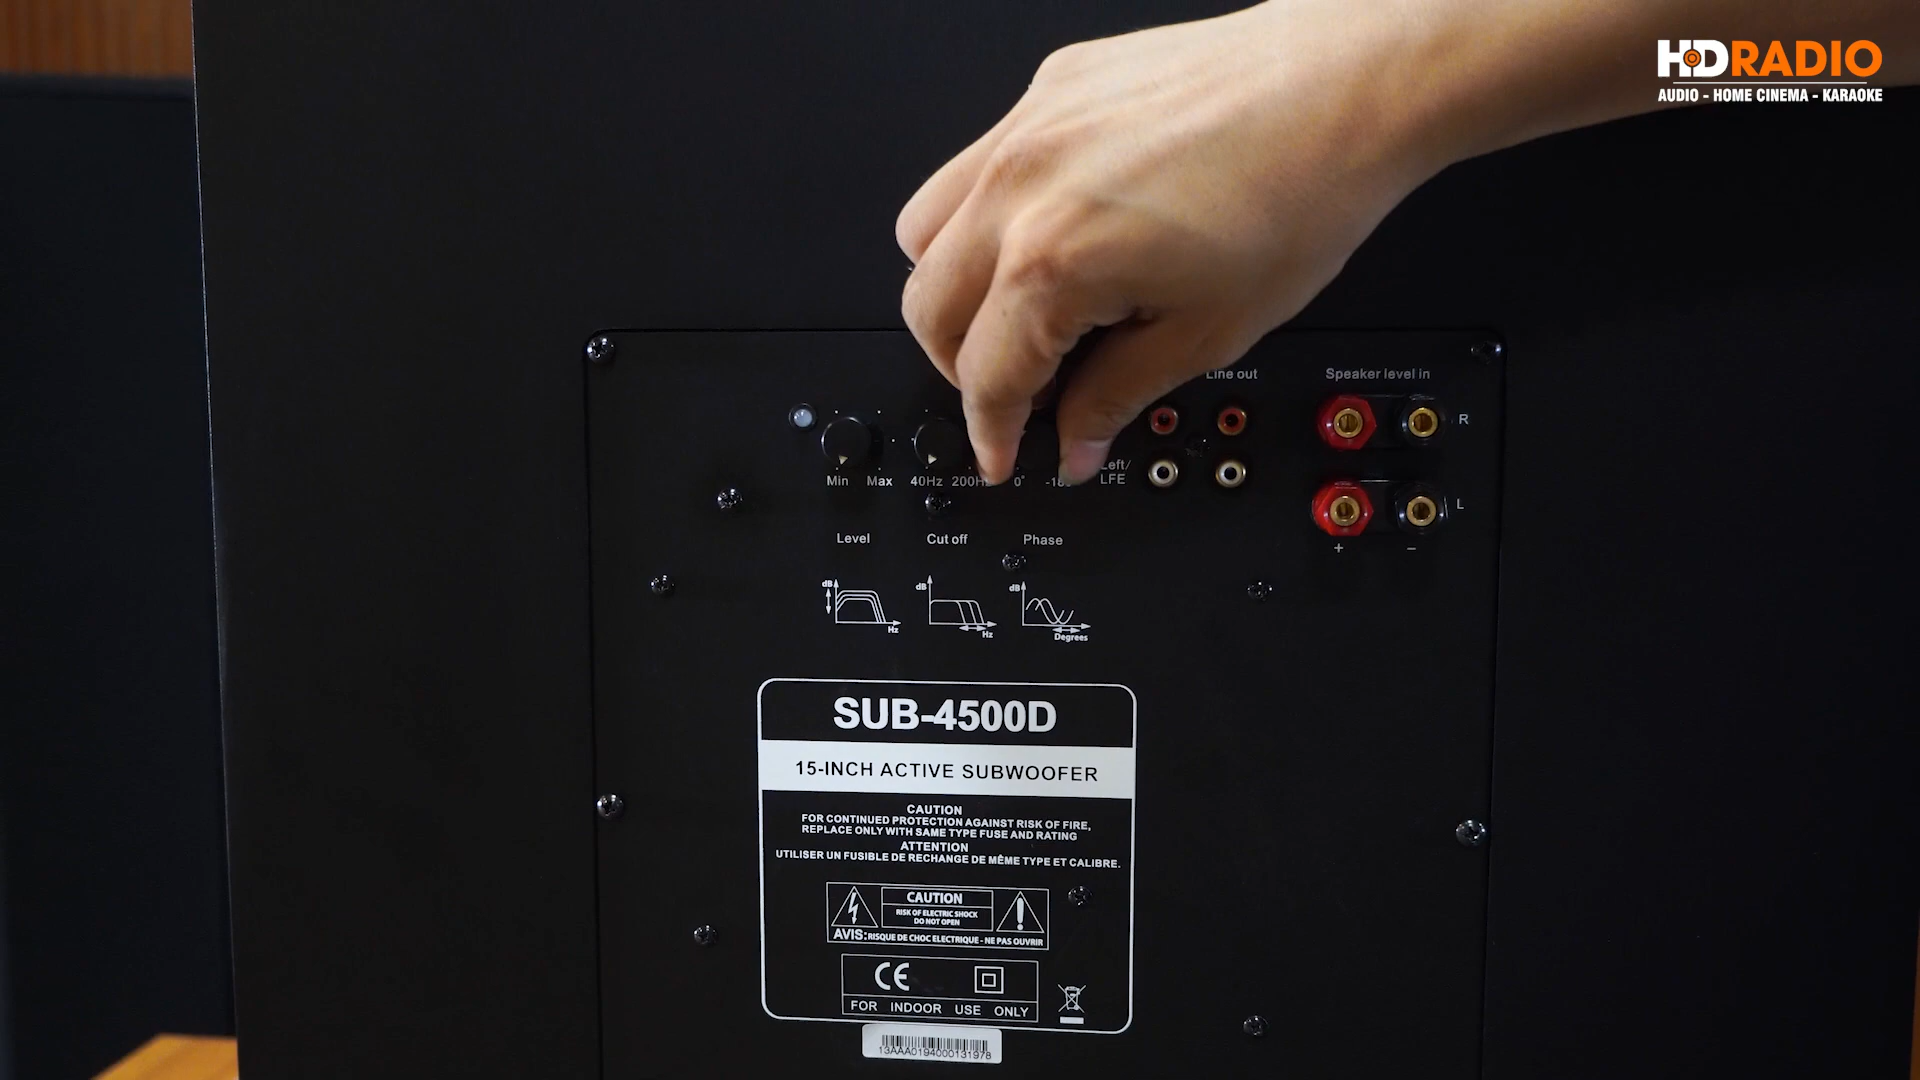 HDRADIO
AUDIO - HOME CINEMA - KARAOKE
Line out
Speaker level in
R
Left/
LFE
Min Max 40Hz 200Hz 0°
L
Level Cut off Phase
+ −
dB Hz
dB Hz
dB Degrees
SUB-4500D
15-INCH ACTIVE SUBWOOFER
CAUTION
FOR CONTINUED PROTECTION AGAINST RISK OF FIRE,
REPLACE ONLY WITH SAME TYPE FUSE AND RATING
ATTENTION
UTILISER UN FUSIBLE DE RECHANGE DE MÊME TYPE ET CALIBRE.
CAUTION
RISK OF ELECTRIC SHOCK
DO NOT OPEN
AVIS: RISQUE DE CHOC ELECTRIQUE - NE PAS OUVRIR
CE
FOR INDOOR USE ONLY
13AAA0194000131978